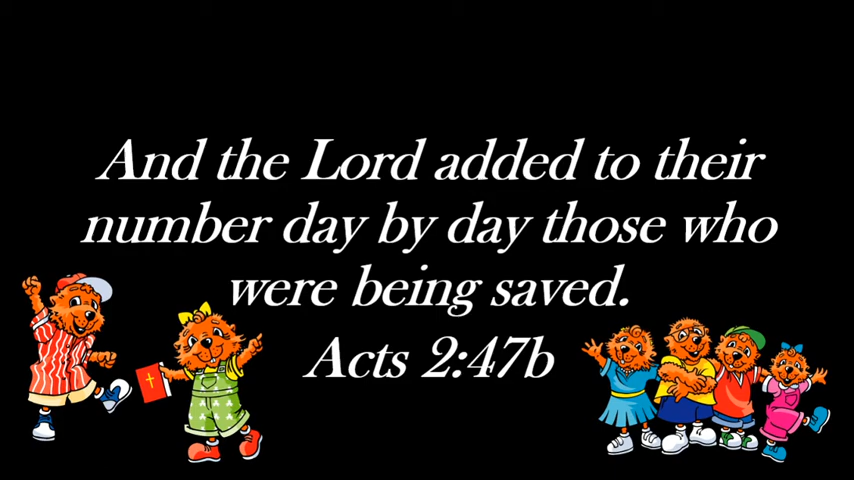 And the Lord added to their
number day by day those who
were being saved.
Acts 2:47b